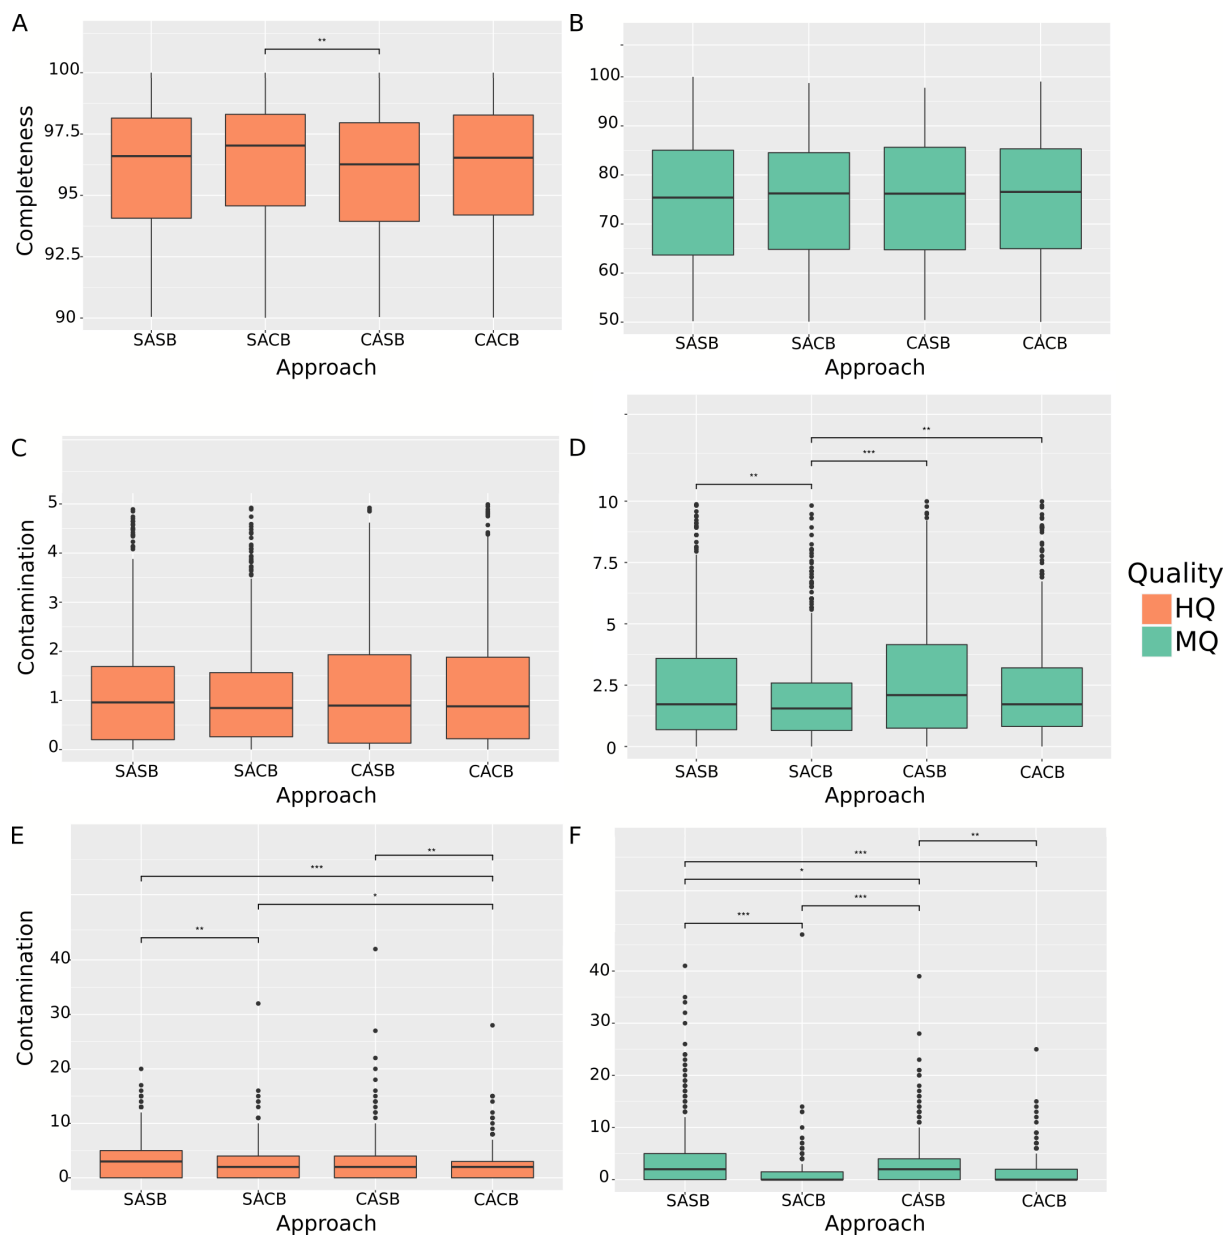 A
**
100
97.5
95
92.5
90
Completeness
SASB SACB CASB CACB
Approach
B
100
90
80
70
60
50
SASB SACB CASB CACB
Approach
C
5
4
3
2
1
0
Contamination
SASB SACB CASB CACB
Approach
D
**
***
**
10
7.5
5
2.5
0
SASB SACB CASB CACB
Approach
Quality
HQ
MQ
E
**
***
*
**
40
30
20
10
0
Contamination
SASB SACB CASB CACB
Approach
F
**
***
*
***
***
40
30
20
10
0
SASB SACB CASB CACB
Approach